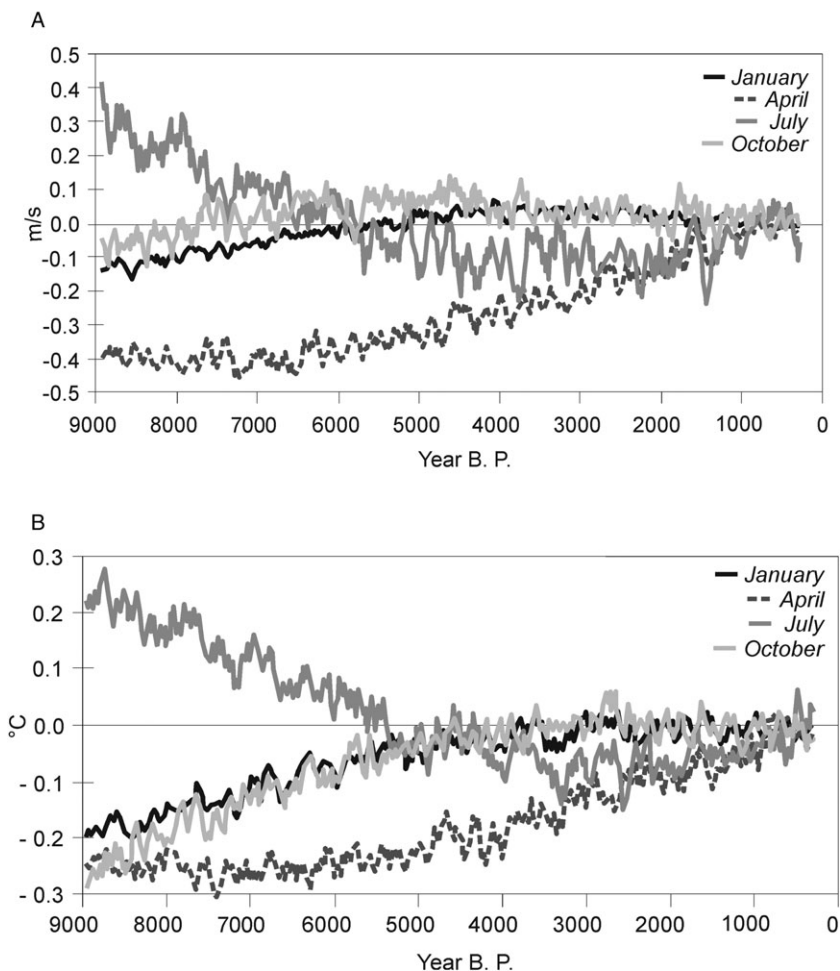 A
0.5
0.4
0.3
0.2
0.1
0.0
-0.1
-0.2
-0.3
-0.4
-0.5
m/s
January
April
July
October
9000 8000 7000 6000 5000 4000 3000 2000 1000 0
Year B. P.
B
0.3
0.2
0.1
0.0
- 0.1
- 0.2
- 0.3
°C
January
April
July
October
9000 8000 7000 6000 5000 4000 3000 2000 1000 0
Year B. P.